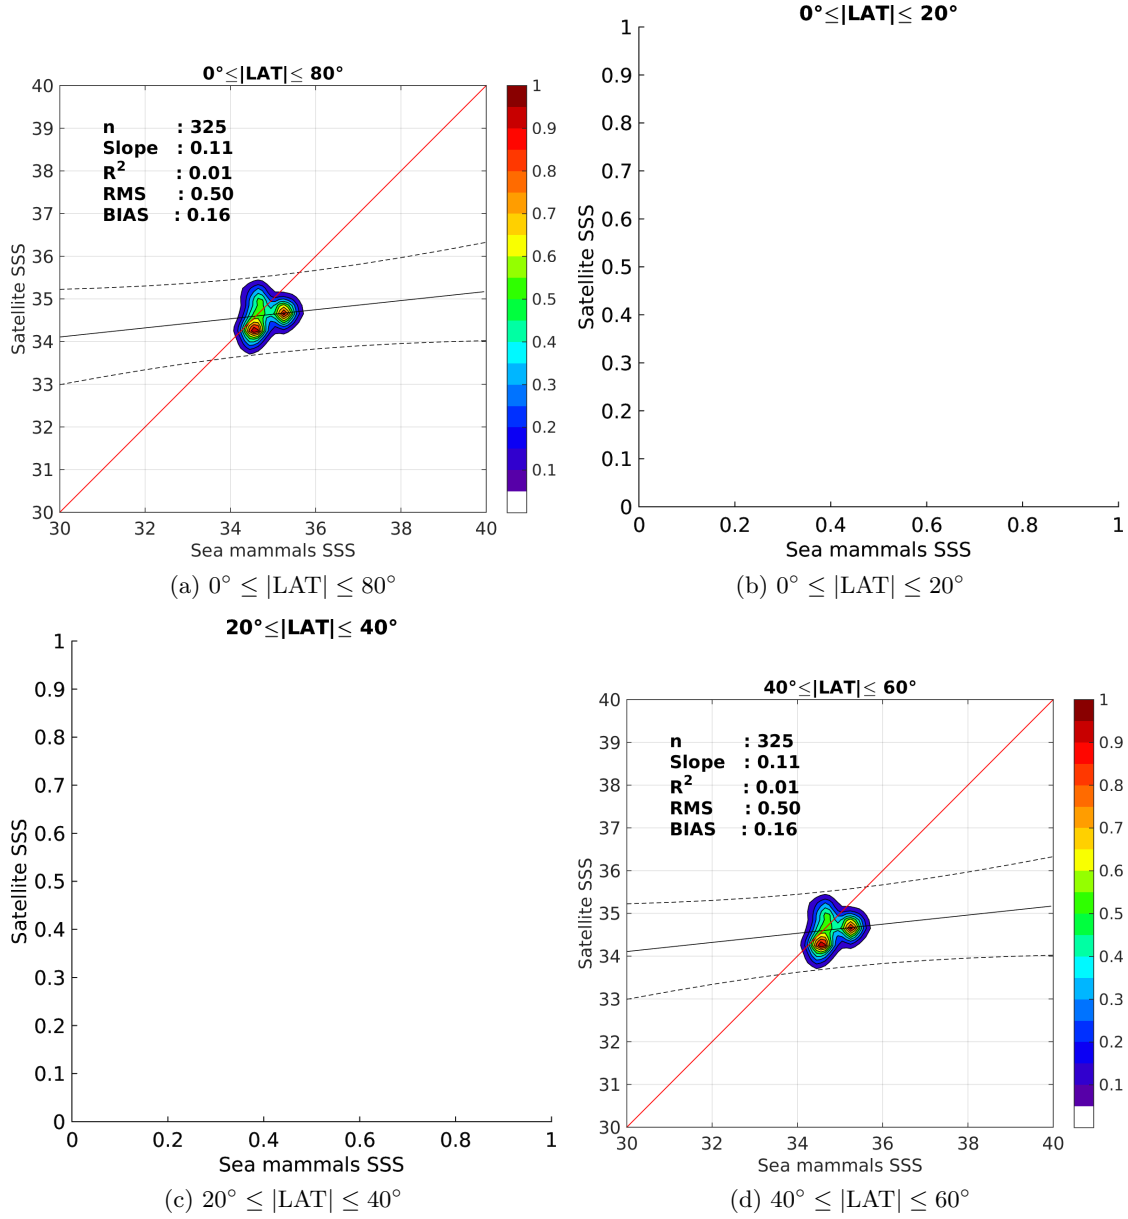 0°≤|LAT|≤ 80°
40
39
38
37
36
35
34
33
32
31
30
n : 325
Slope : 0.11
R² : 0.01
RMS : 0.50
BIAS : 0.16
Satellite SSS
30 32 34 36 38 40
Sea mammals SSS
1
0.9
0.8
0.7
0.6
0.5
0.4
0.3
0.2
0.1
(a) 0° ≤ |LAT| ≤ 80°
0°≤|LAT|≤ 20°
1
0.9
0.8
0.7
0.6
0.5
0.4
0.3
0.2
0.1
0
Satellite SSS
0 0.2 0.4 0.6 0.8 1
Sea mammals SSS
(b) 0° ≤ |LAT| ≤ 20°
20°≤|LAT|≤ 40°
1
0.9
0.8
0.7
0.6
0.5
0.4
0.3
0.2
0.1
0
Satellite SSS
0 0.2 0.4 0.6 0.8 1
Sea mammals SSS
(c) 20° ≤ |LAT| ≤ 40°
40°≤|LAT|≤ 60°
40
39
38
37
36
35
34
33
32
31
30
n : 325
Slope : 0.11
R² : 0.01
RMS : 0.50
BIAS : 0.16
Satellite SSS
30 32 34 36 38 40
Sea mammals SSS
1
0.9
0.8
0.7
0.6
0.5
0.4
0.3
0.2
0.1
(d) 40° ≤ |LAT| ≤ 60°